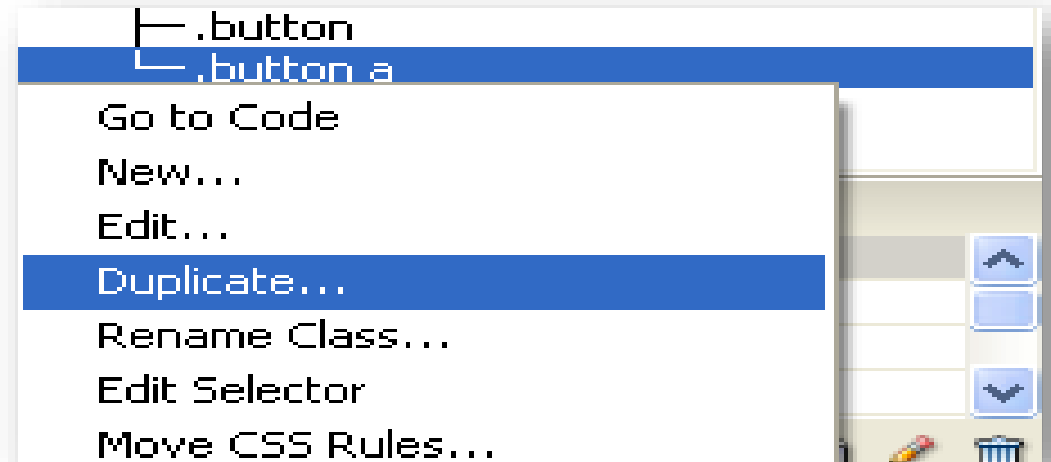 .button
.button a
Go to Code
New...
Edit...
Duplicate...
Rename Class...
Edit Selector
Move CSS Rules...